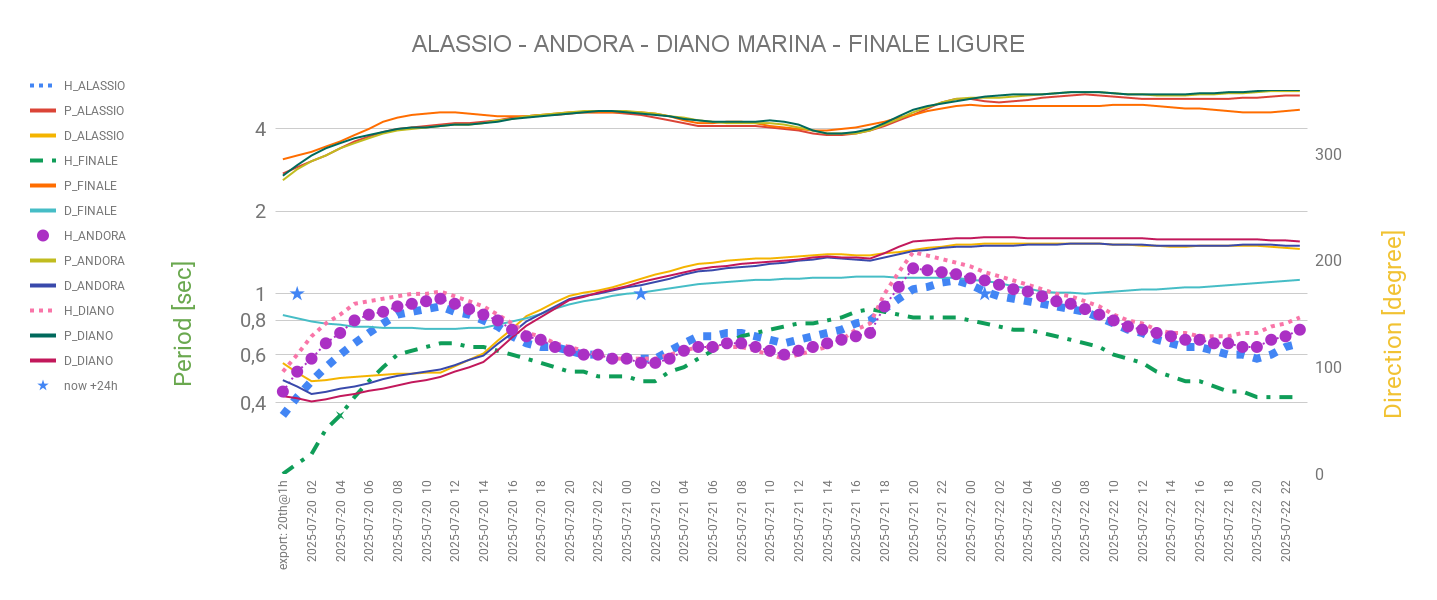 ALASSIO - ANDORA - DIANO MARINA - FINALE LIGURE
H_ALASSIO
P_ALASSIO
D_ALASSIO
H_FINALE
P_FINALE
D_FINALE
H_ANDORA
P_ANDORA
D_ANDORA
H_DIANO
P_DIANO
D_DIANO
now +24h
Period [sec]
4
2
1
0,8
0,6
0,4
300
200
100
0
Direction [degree]
export: 20th@1h
2025-07-20 02
2025-07-20 04
2025-07-20 06
2025-07-20 08
2025-07-20 10
2025-07-20 12
2025-07-20 14
2025-07-20 16
2025-07-20 18
2025-07-20 20
2025-07-20 22
2025-07-21 00
2025-07-21 02
2025-07-21 04
2025-07-21 06
2025-07-21 08
2025-07-21 10
2025-07-21 12
2025-07-21 14
2025-07-21 16
2025-07-21 18
2025-07-21 20
2025-07-21 22
2025-07-22 00
2025-07-22 02
2025-07-22 04
2025-07-22 06
2025-07-22 08
2025-07-22 10
2025-07-22 12
2025-07-22 14
2025-07-22 16
2025-07-22 18
2025-07-22 20
2025-07-22 22